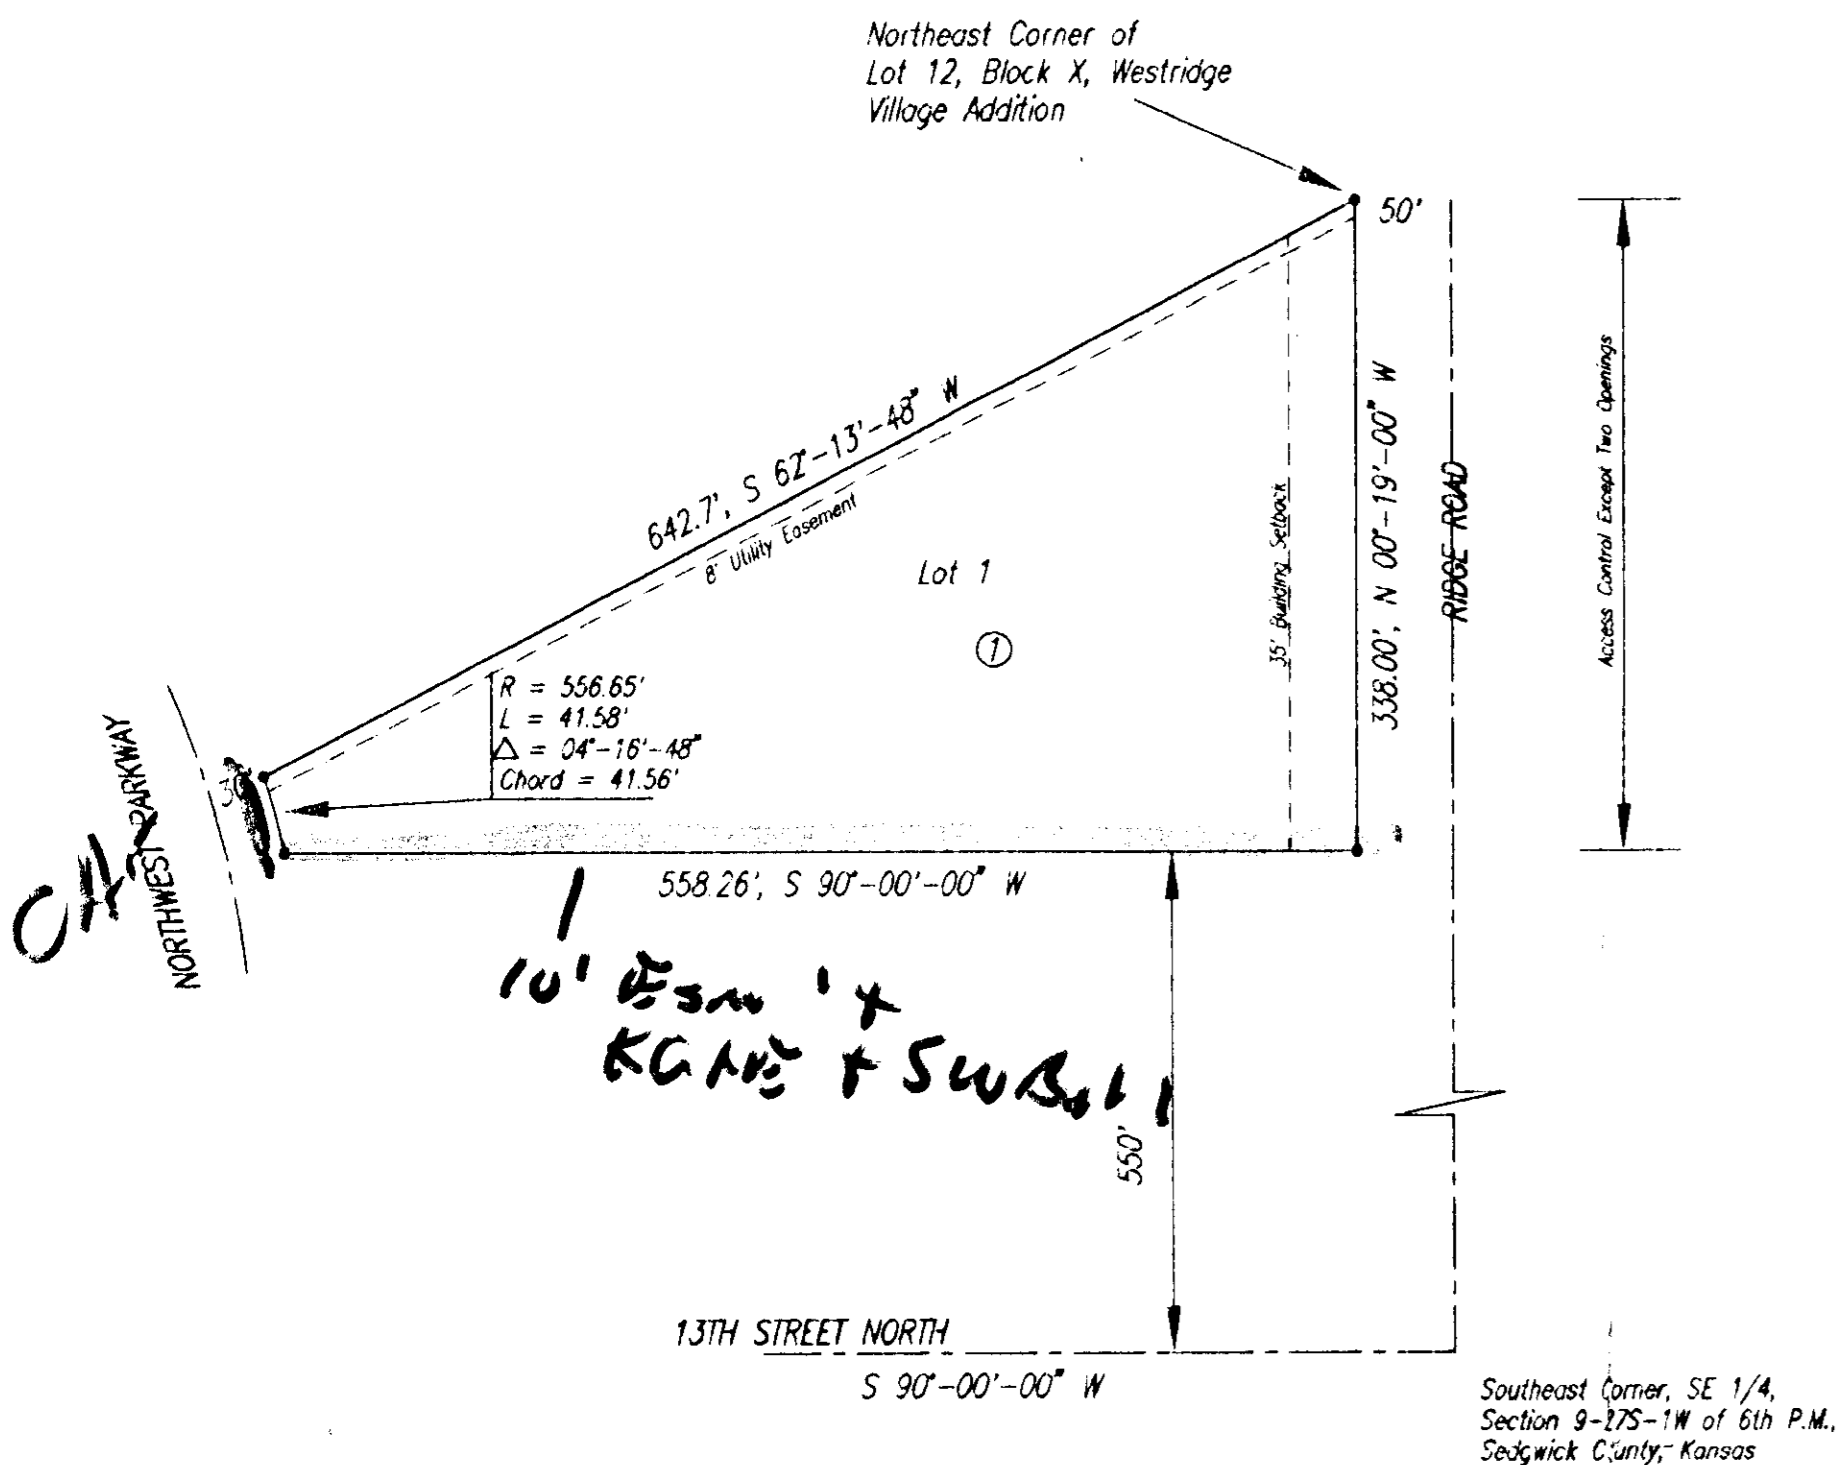 Northeast Corner of
Lot 12, Block X, Westridge
Village Addition
50'
642.7', S 62°-13'-48" W
8' Utility Easement
Lot 1
1
35' Building Setback
338.00', N 00°-19'-00" W
RIDGE ROAD
Access Control Except Two Openings
R = 556.65'
L = 41.58'
△ = 04°-16'-48"
Chord = 41.56'
NORTHWEST PARKWAY
558.26', S 90°-00'-00" W
10'
KG
550'
13TH STREET NORTH
S 90°-00'-00" W
Southeast Corner, SE 1/4,
Section 9-27S-1W of 6th P.M.,
Sedgwick County, Kansas